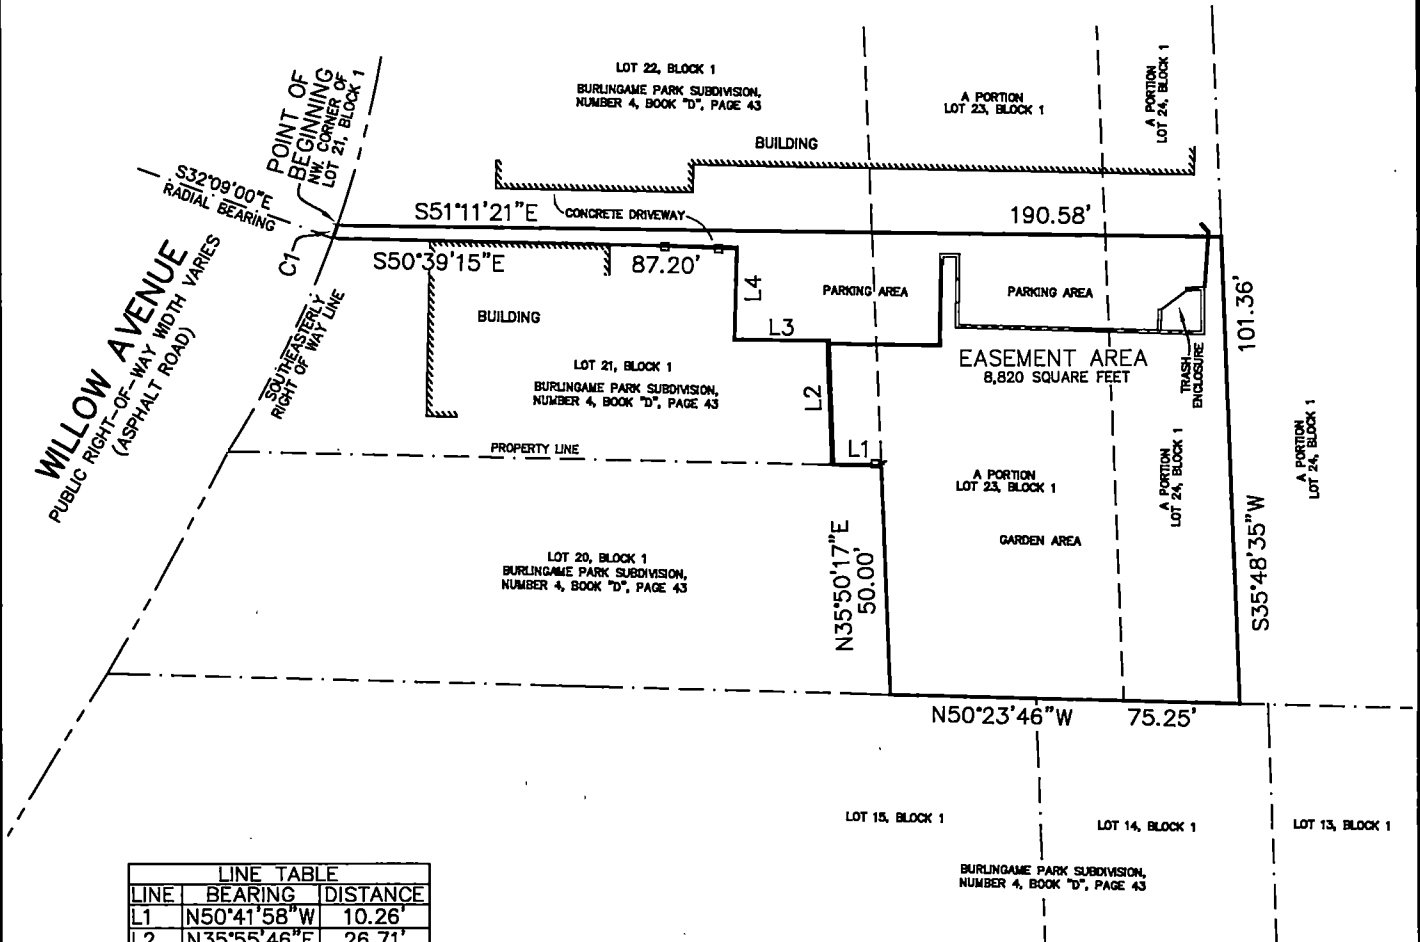 LOT 22, BLOCK 1
BURLINGAME PARK SUBDIVISION,
NUMBER 4, BOOK "D", PAGE 43
A PORTION
LOT 23, BLOCK 1
A PORTION
LOT 24, BLOCK 1
POINT OF
BEGINNING
NW. CORNER OF
LOT 21, BLOCK 1
BUILDING
S32°09'00"E
RADIAL BEARING
S51°11'21"E
CONCRETE DRIVEWAY
190.58'
C1
S50°39'15"E
87.20'
WILLOW AVENUE
PUBLIC RIGHT-OF-WAY WIDTH VARIES
(ASPHALT ROAD)
SOUTHEASTERLY
RIGHT OF WAY LINE
BUILDING
L4
L3
PARKING AREA
PARKING AREA
101.36'
EASEMENT AREA
8,820 SQUARE FEET
TRASH
ENCLOSURE
LOT 21, BLOCK 1
BURLINGAME PARK SUBDIVISION,
NUMBER 4, BOOK "D", PAGE 43
L2
L1
PROPERTY LINE
A PORTION
LOT 23, BLOCK 1
A PORTION
LOT 24, BLOCK 1
A PORTION
LOT 24, BLOCK 1
GARDEN AREA
N35°50'17"E
50.00'
S35°48'35"W
LOT 20, BLOCK 1
BURLINGAME PARK SUBDIVISION,
NUMBER 4, BOOK "D", PAGE 43
N50°23'46"W 75.25'
LOT 15, BLOCK 1
LOT 14, BLOCK 1
LOT 13, BLOCK 1
BURLINGAME PARK SUBDIVISION,
NUMBER 4, BOOK "D", PAGE 43
LINE TABLE
LINE BEARING DISTANCE
L1 N50°41'58"W 10.26'
L2 N35°55'46"E 26.71'